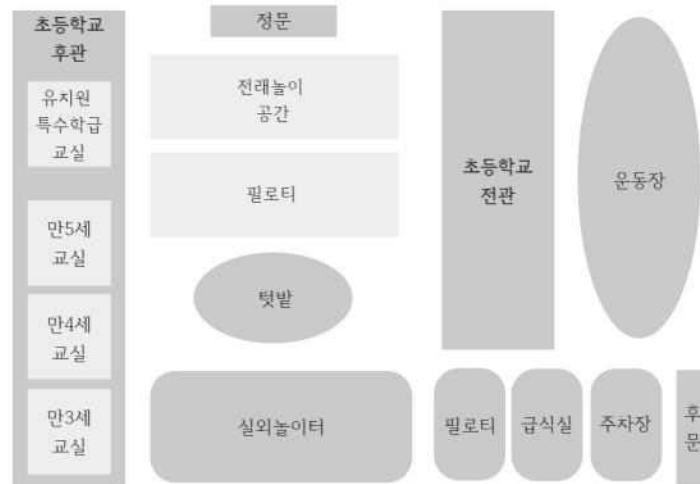 초등학교
후관
유치원
특수학급
교실
만5세
교실
만4세
교실
만3세
교실
정문
전래놀이
공간
필로티
텃밭
실외놀이터
초등학교
전관
운동장
필로티
급식실
주차장
후
문